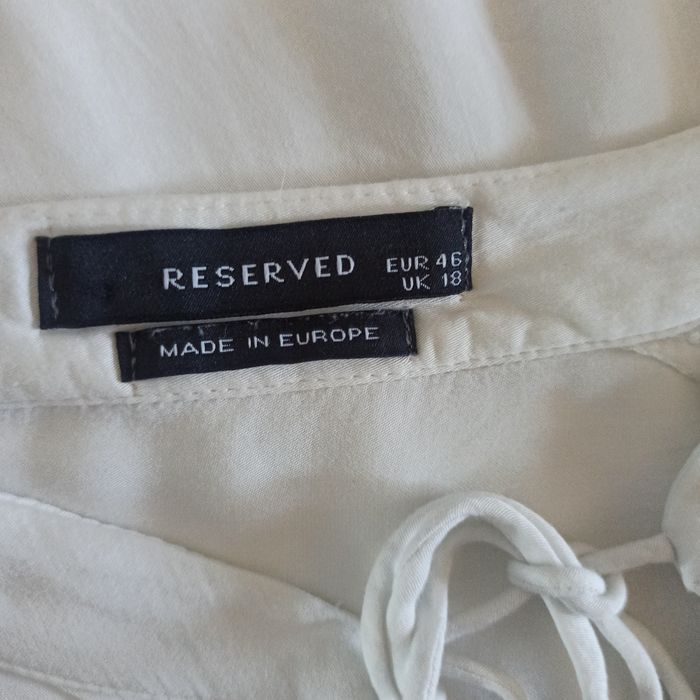 RESERVED
EUR 46
UK 18
MADE IN EUROPE